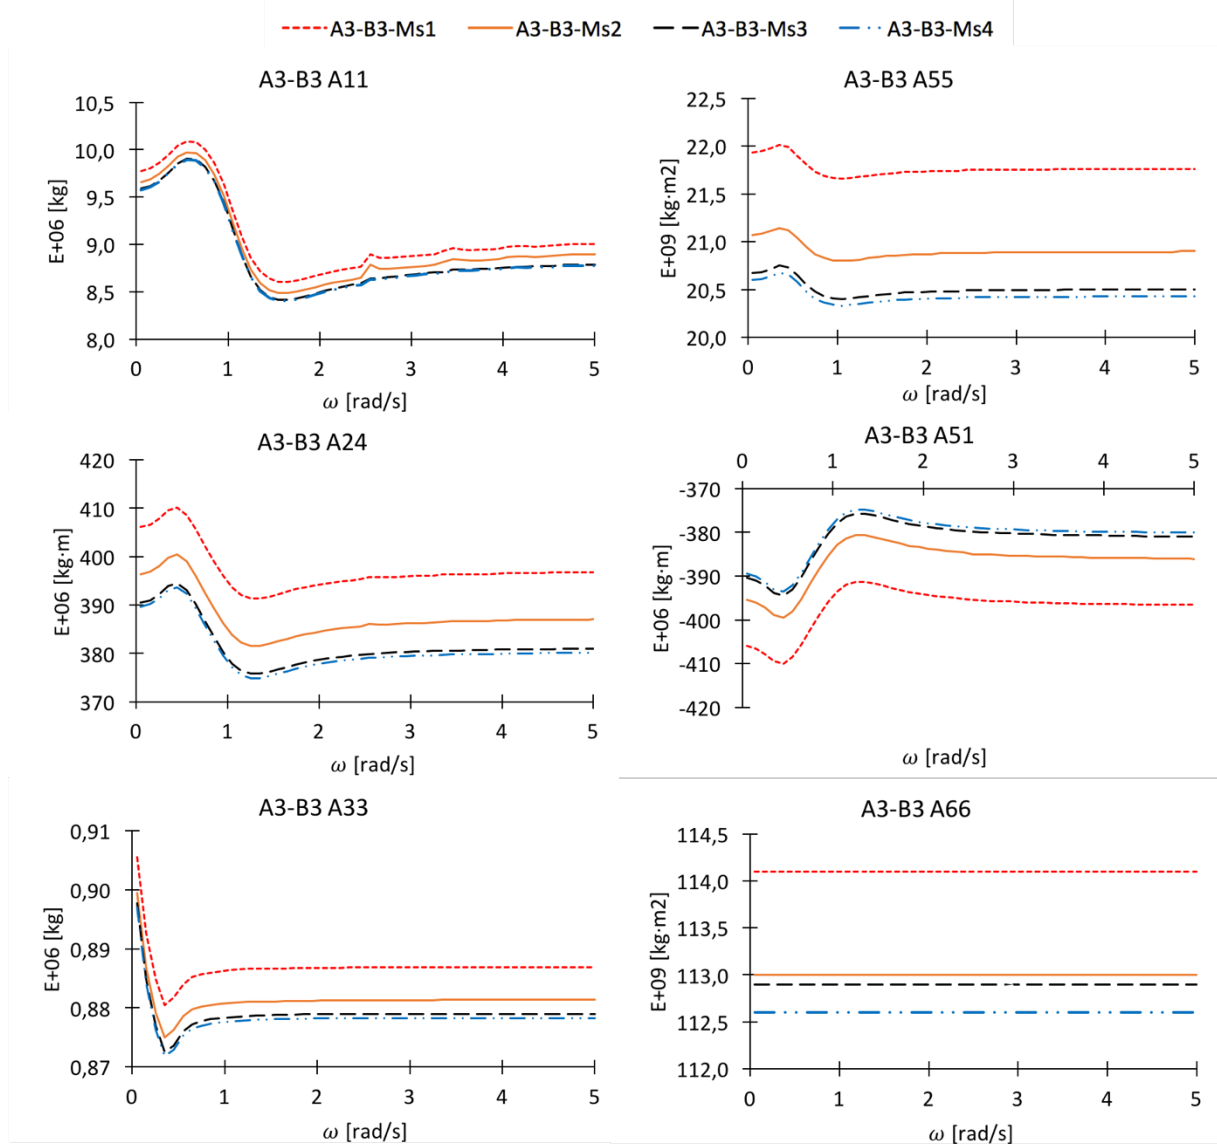 A3-B3-Ms1 A3-B3-Ms2 A3-B3-Ms3 A3-B3-Ms4
A3-B3 A11
E+06 [kg]
10,5
10,0
9,5
9,0
8,5
8,0
0 1 2 3 4 5
ω [rad/s]
A3-B3 A55
E+09 [kg·m2]
22,5
22,0
21,5
21,0
20,5
20,0
0 1 2 3 4 5
ω [rad/s]
A3-B3 A24
E+06 [kg·m]
420
410
400
390
380
370
0 1 2 3 4 5
ω [rad/s]
A3-B3 A51
0 1 2 3 4 5
E+06 [kg·m]
-370
-380
-390
-400
-410
-420
ω [rad/s]
A3-B3 A33
E+06 [kg]
0,91
0,90
0,89
0,88
0,87
0 1 2 3 4 5
ω [rad/s]
A3-B3 A66
E+09 [kg·m2]
114,5
114,0
113,5
113,0
112,5
112,0
0 1 2 3 4 5
ω [rad/s]